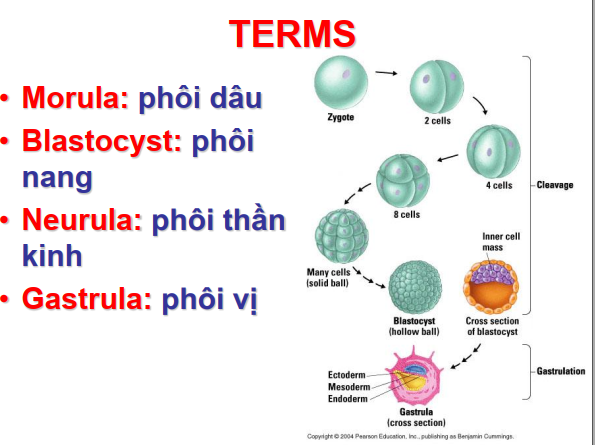 TERMS
• Morula: phôi dâu
• Blastocyst: phôi
nang
• Neurula: phôi thần
kinh
• Gastrula: phôi vị
Zygote
2 cells
4 cells
Cleavage
8 cells
Inner cell
mass
Many cells
(solid ball)
Blastocyst
(hollow ball)
Cross section
of blastocyst
Ectoderm
Mesoderm
Endoderm
Gastrulation
Gastrula
(cross section)
Copyright © 2004 Pearson Education, Inc., publishing as Benjamin Cummings.